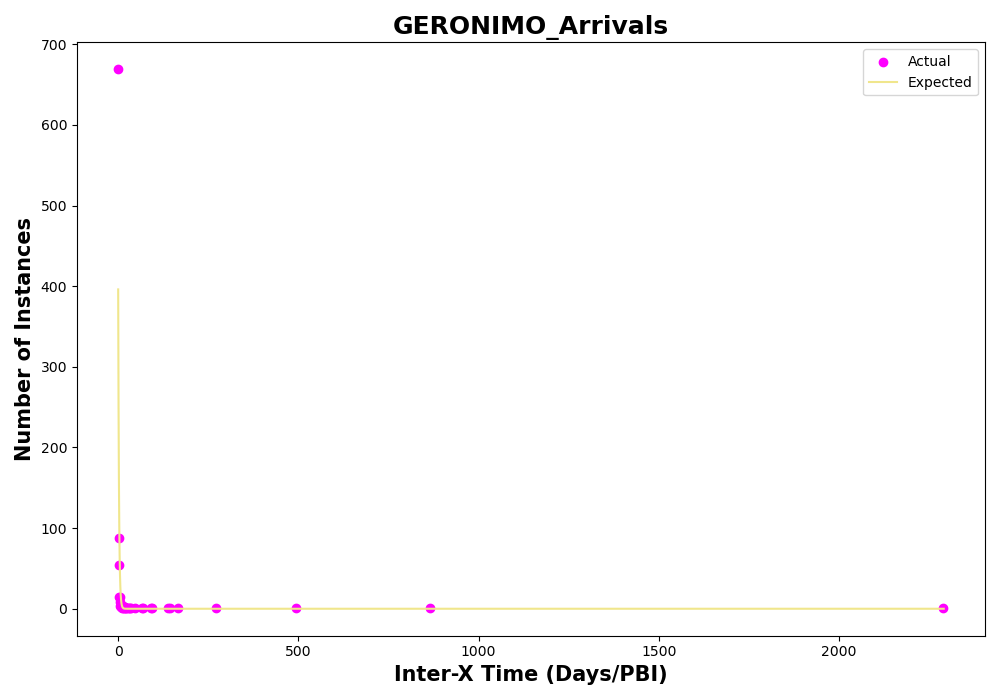 GERONIMO_Arrivals
700
600
500
400
300
200
100
0
Number of Instances
Actual
Expected
0
500
1000
1500
2000
Inter-X Time (Days/PBI)